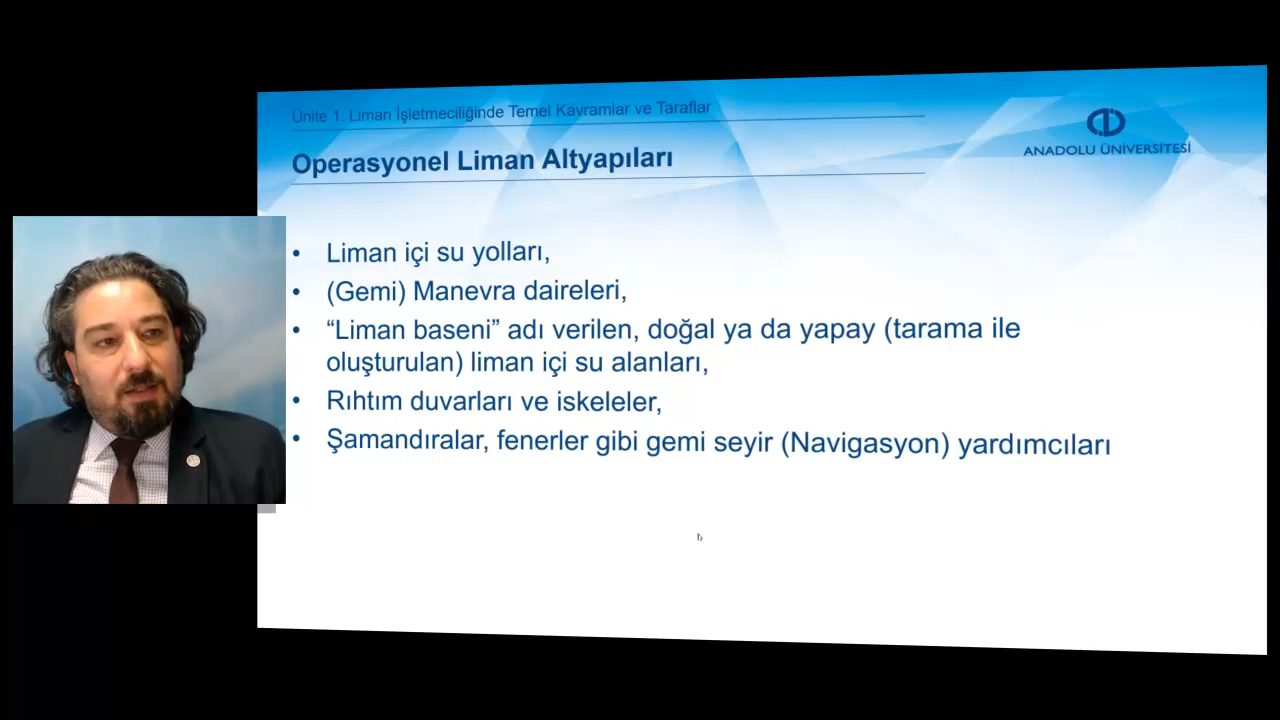 Ünite 1: Liman İşletmeciliğinde Temel Kavramlar ve Taraflar
ANADOLU ÜNİVERSİTESİ
Operasyonel Liman Altyapıları
• Liman içi su yolları,
• (Gemi) Manevra daireleri,
• “Liman baseni” adı verilen, doğal ya da yapay (tarama ile
oluşturulan) liman içi su alanları,
• Rıhtım duvarları ve iskeleler,
• Şamandıralar, fenerler gibi gemi seyir (Navigasyon) yardımcıları